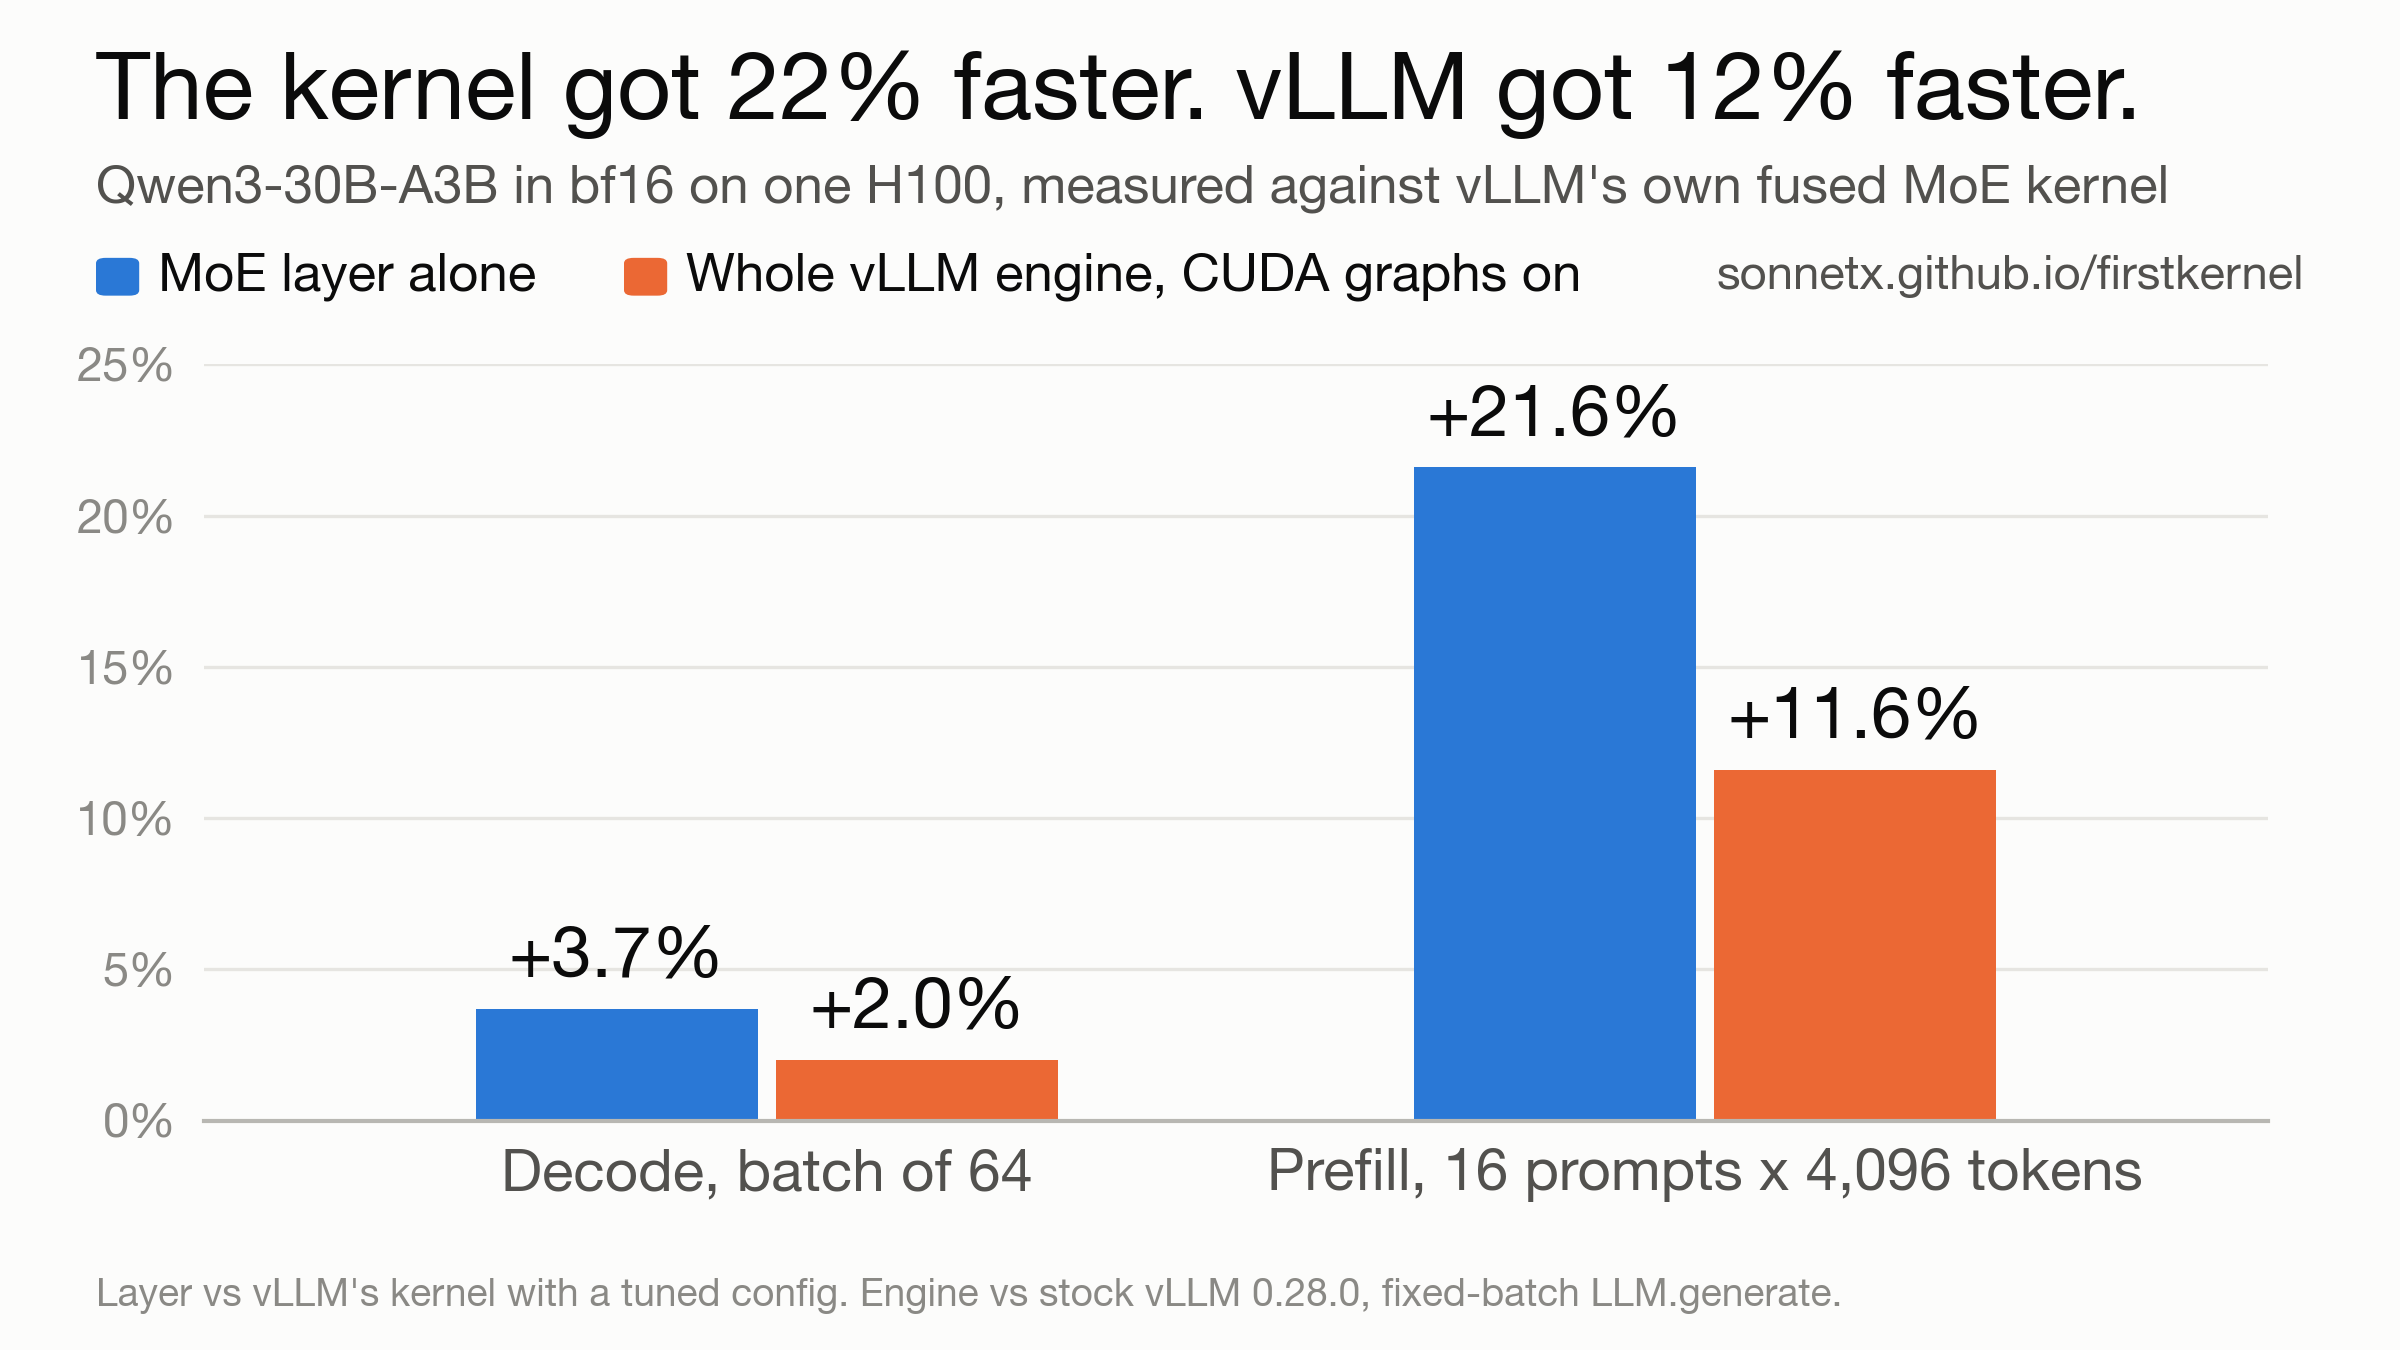 The kernel got 22% faster. vLLM got 12% faster.
Qwen3-30B-A3B in bf16 on one H100, measured against vLLM's own fused MoE kernel
MoE layer alone
Whole vLLM engine, CUDA graphs on
sonnetx.github.io/firstkernel
25%
20%
15%
10%
5%
0%
+3.7%
+2.0%
+21.6%
+11.6%
Decode, batch of 64
Prefill, 16 prompts x 4,096 tokens
Layer vs vLLM's kernel with a tuned config. Engine vs stock vLLM 0.28.0, fixed-batch LLM.generate.